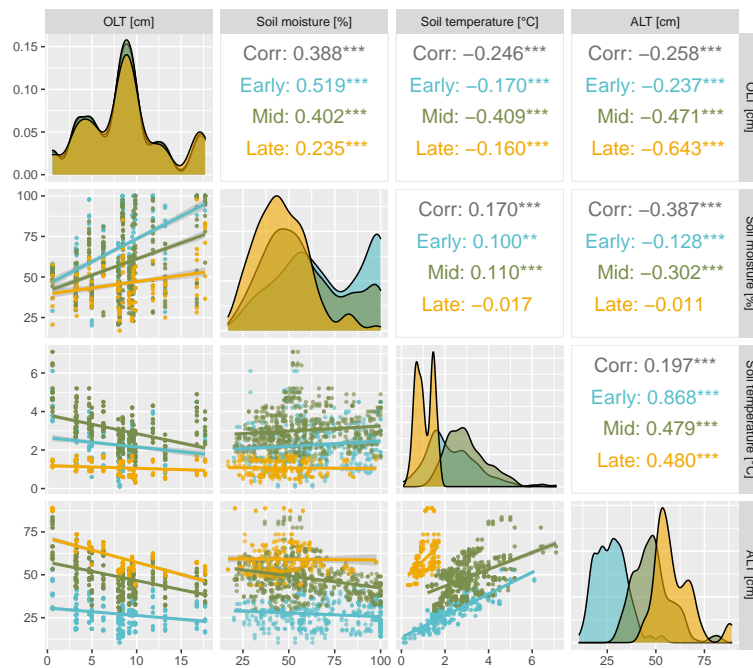 OLT [cm] Soil moisture [%] Soil temperature [°C] ALT [cm]
0.15
0.10
0.05
0.00
Corr: 0.388***
Early: 0.519***
Mid: 0.402***
Late: 0.235***
Corr: −0.246***
Early: −0.170***
Mid: −0.409***
Late: −0.160***
Corr: −0.258***
Early: −0.237***
Mid: −0.471***
Late: −0.643***
OLT [cm]
100
75
50
25
Corr: 0.170***
Early: 0.100**
Mid: 0.110***
Late: −0.017
Corr: −0.387***
Early: −0.128***
Mid: −0.302***
Late: −0.011
Soil moisture [%]
6
4
2
0
Corr: 0.197***
Early: 0.868***
Mid: 0.479***
Late: 0.480***
Soil temperature [°C]
75
50
25
ALT [cm]
0 5 10 15
25 50 75 100
0 2 4 6
25 50 75